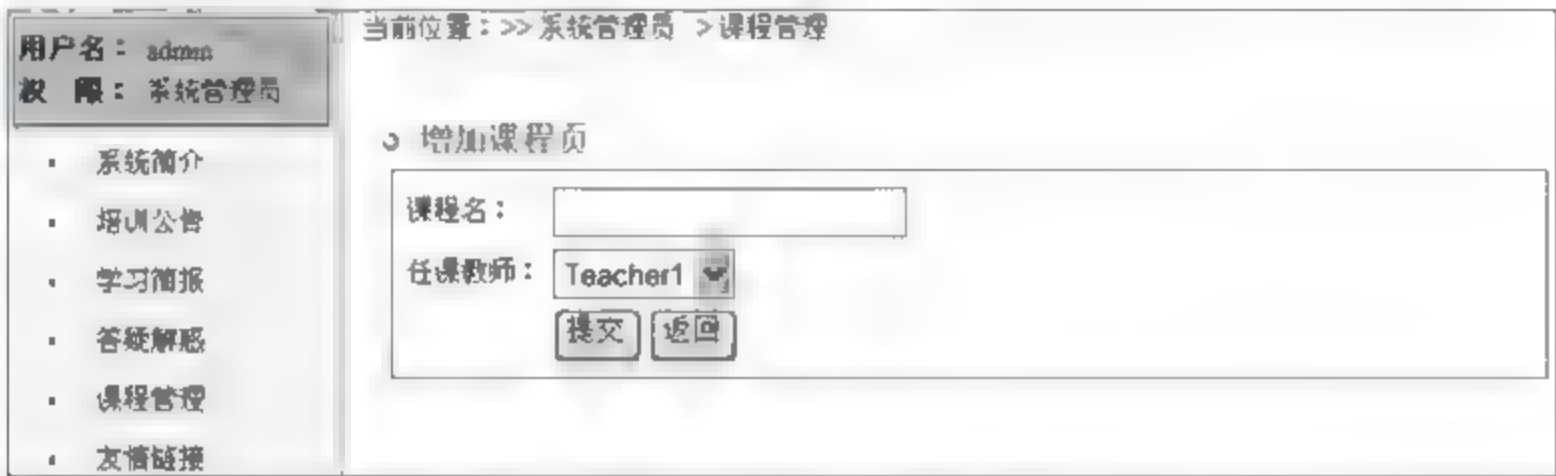 用户名： admin
权 限： 系统管理员
系统简介
培训公告
学习简报
答疑解惑
课程管理
友情链接
当前位置：>>系统管理员 >课程管理
增加课程页
课程名：
任课教师： Teacher1
提交 返回